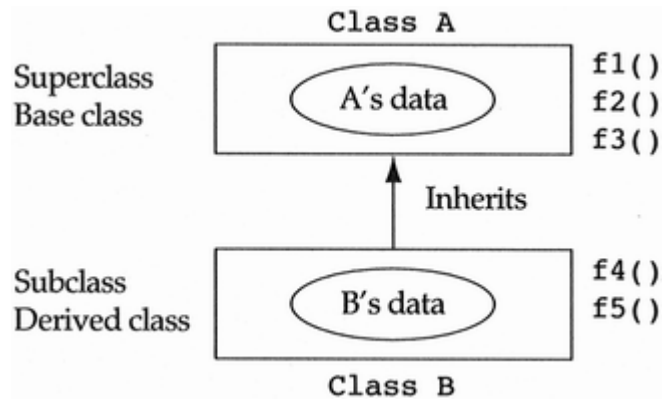 Class A
Superclass
Base class
A's data
f1()
f2()
f3()
Inherits
Subclass
Derived class
B's data
f4()
f5()
Class B